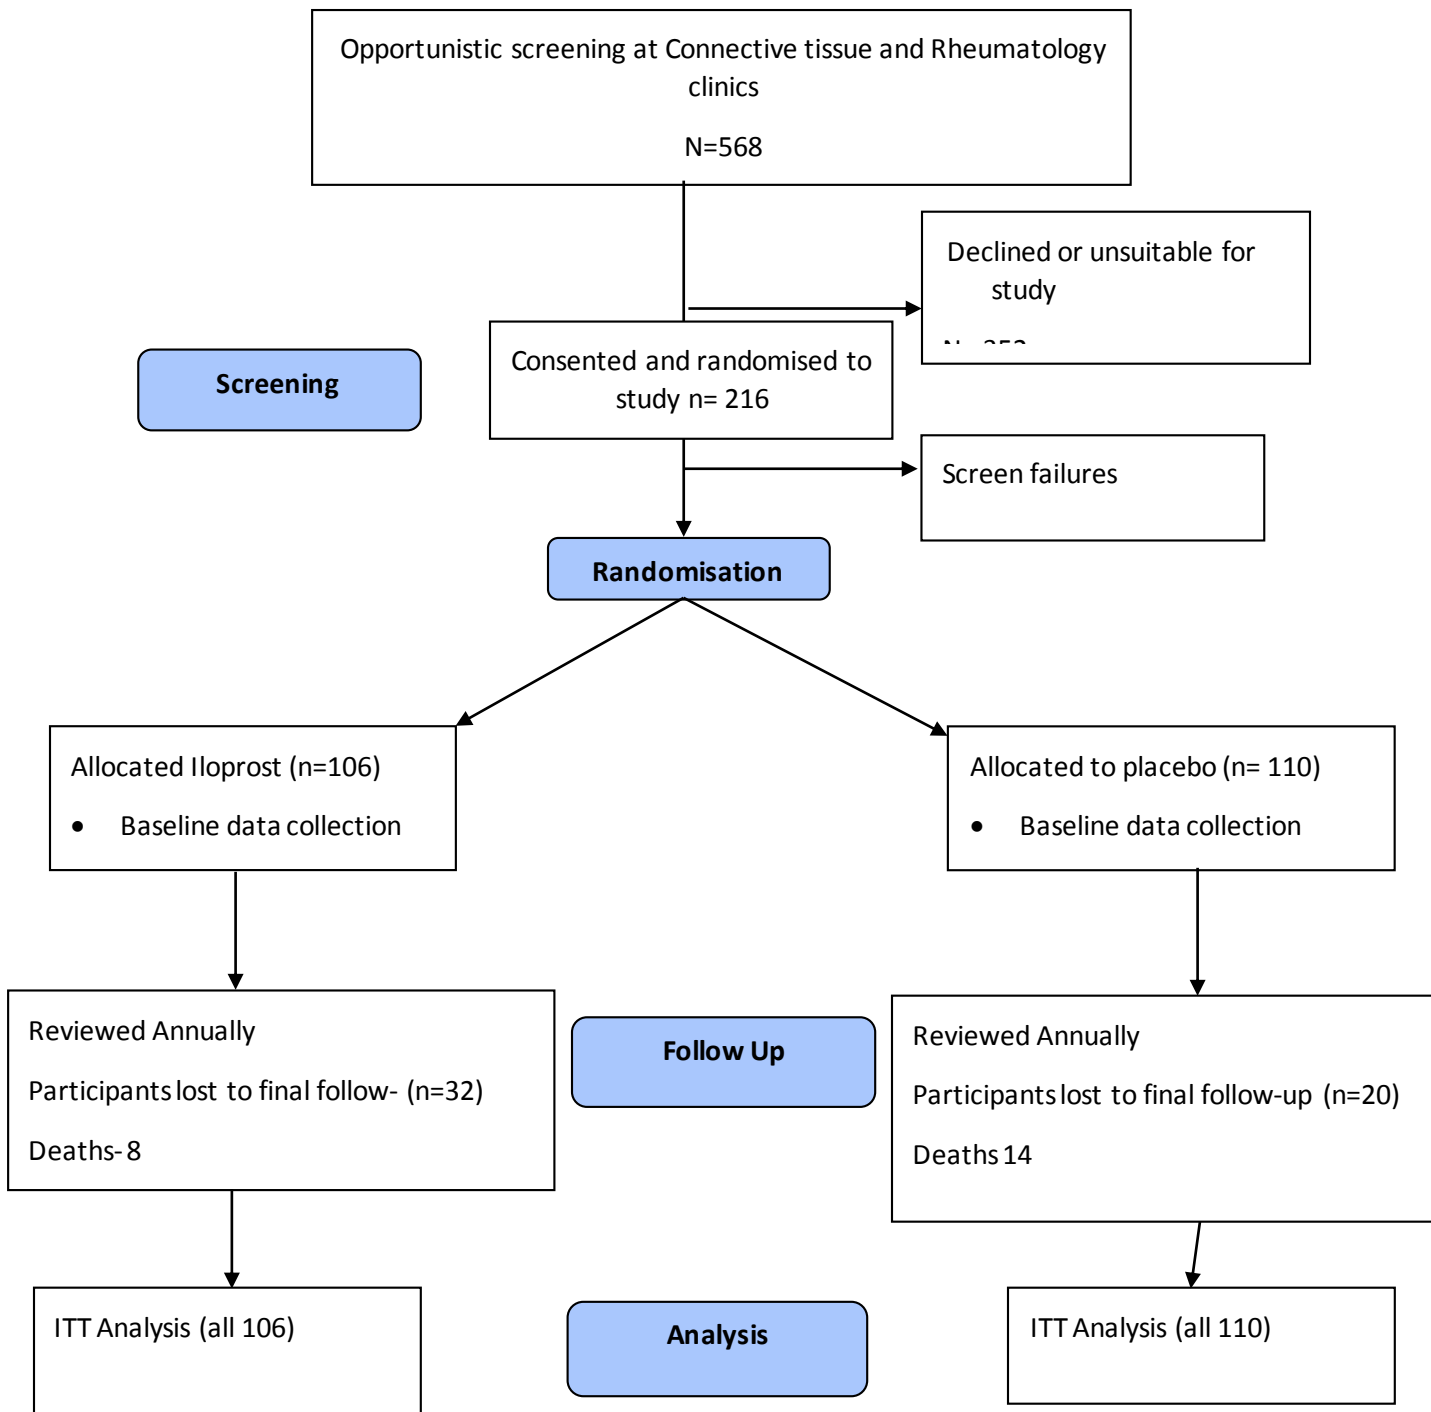 Opportunistic screening at Connective tissue and Rheumatology
clinics
N=568
Declined or unsuitable for
study
Consented and randomised to
study n= 216
Screening
Screen failures
Randomisation
Allocated Iloprost (n=106)
• Baseline data collection
Allocated to placebo (n= 110)
• Baseline data collection
Reviewed Annually
Participants lost to final follow- (n=32)
Deaths- 8
Follow Up
Reviewed Annually
Participants lost to final follow-up (n=20)
Deaths 14
ITT Analysis (all 106)
Analysis
ITT Analysis (all 110)